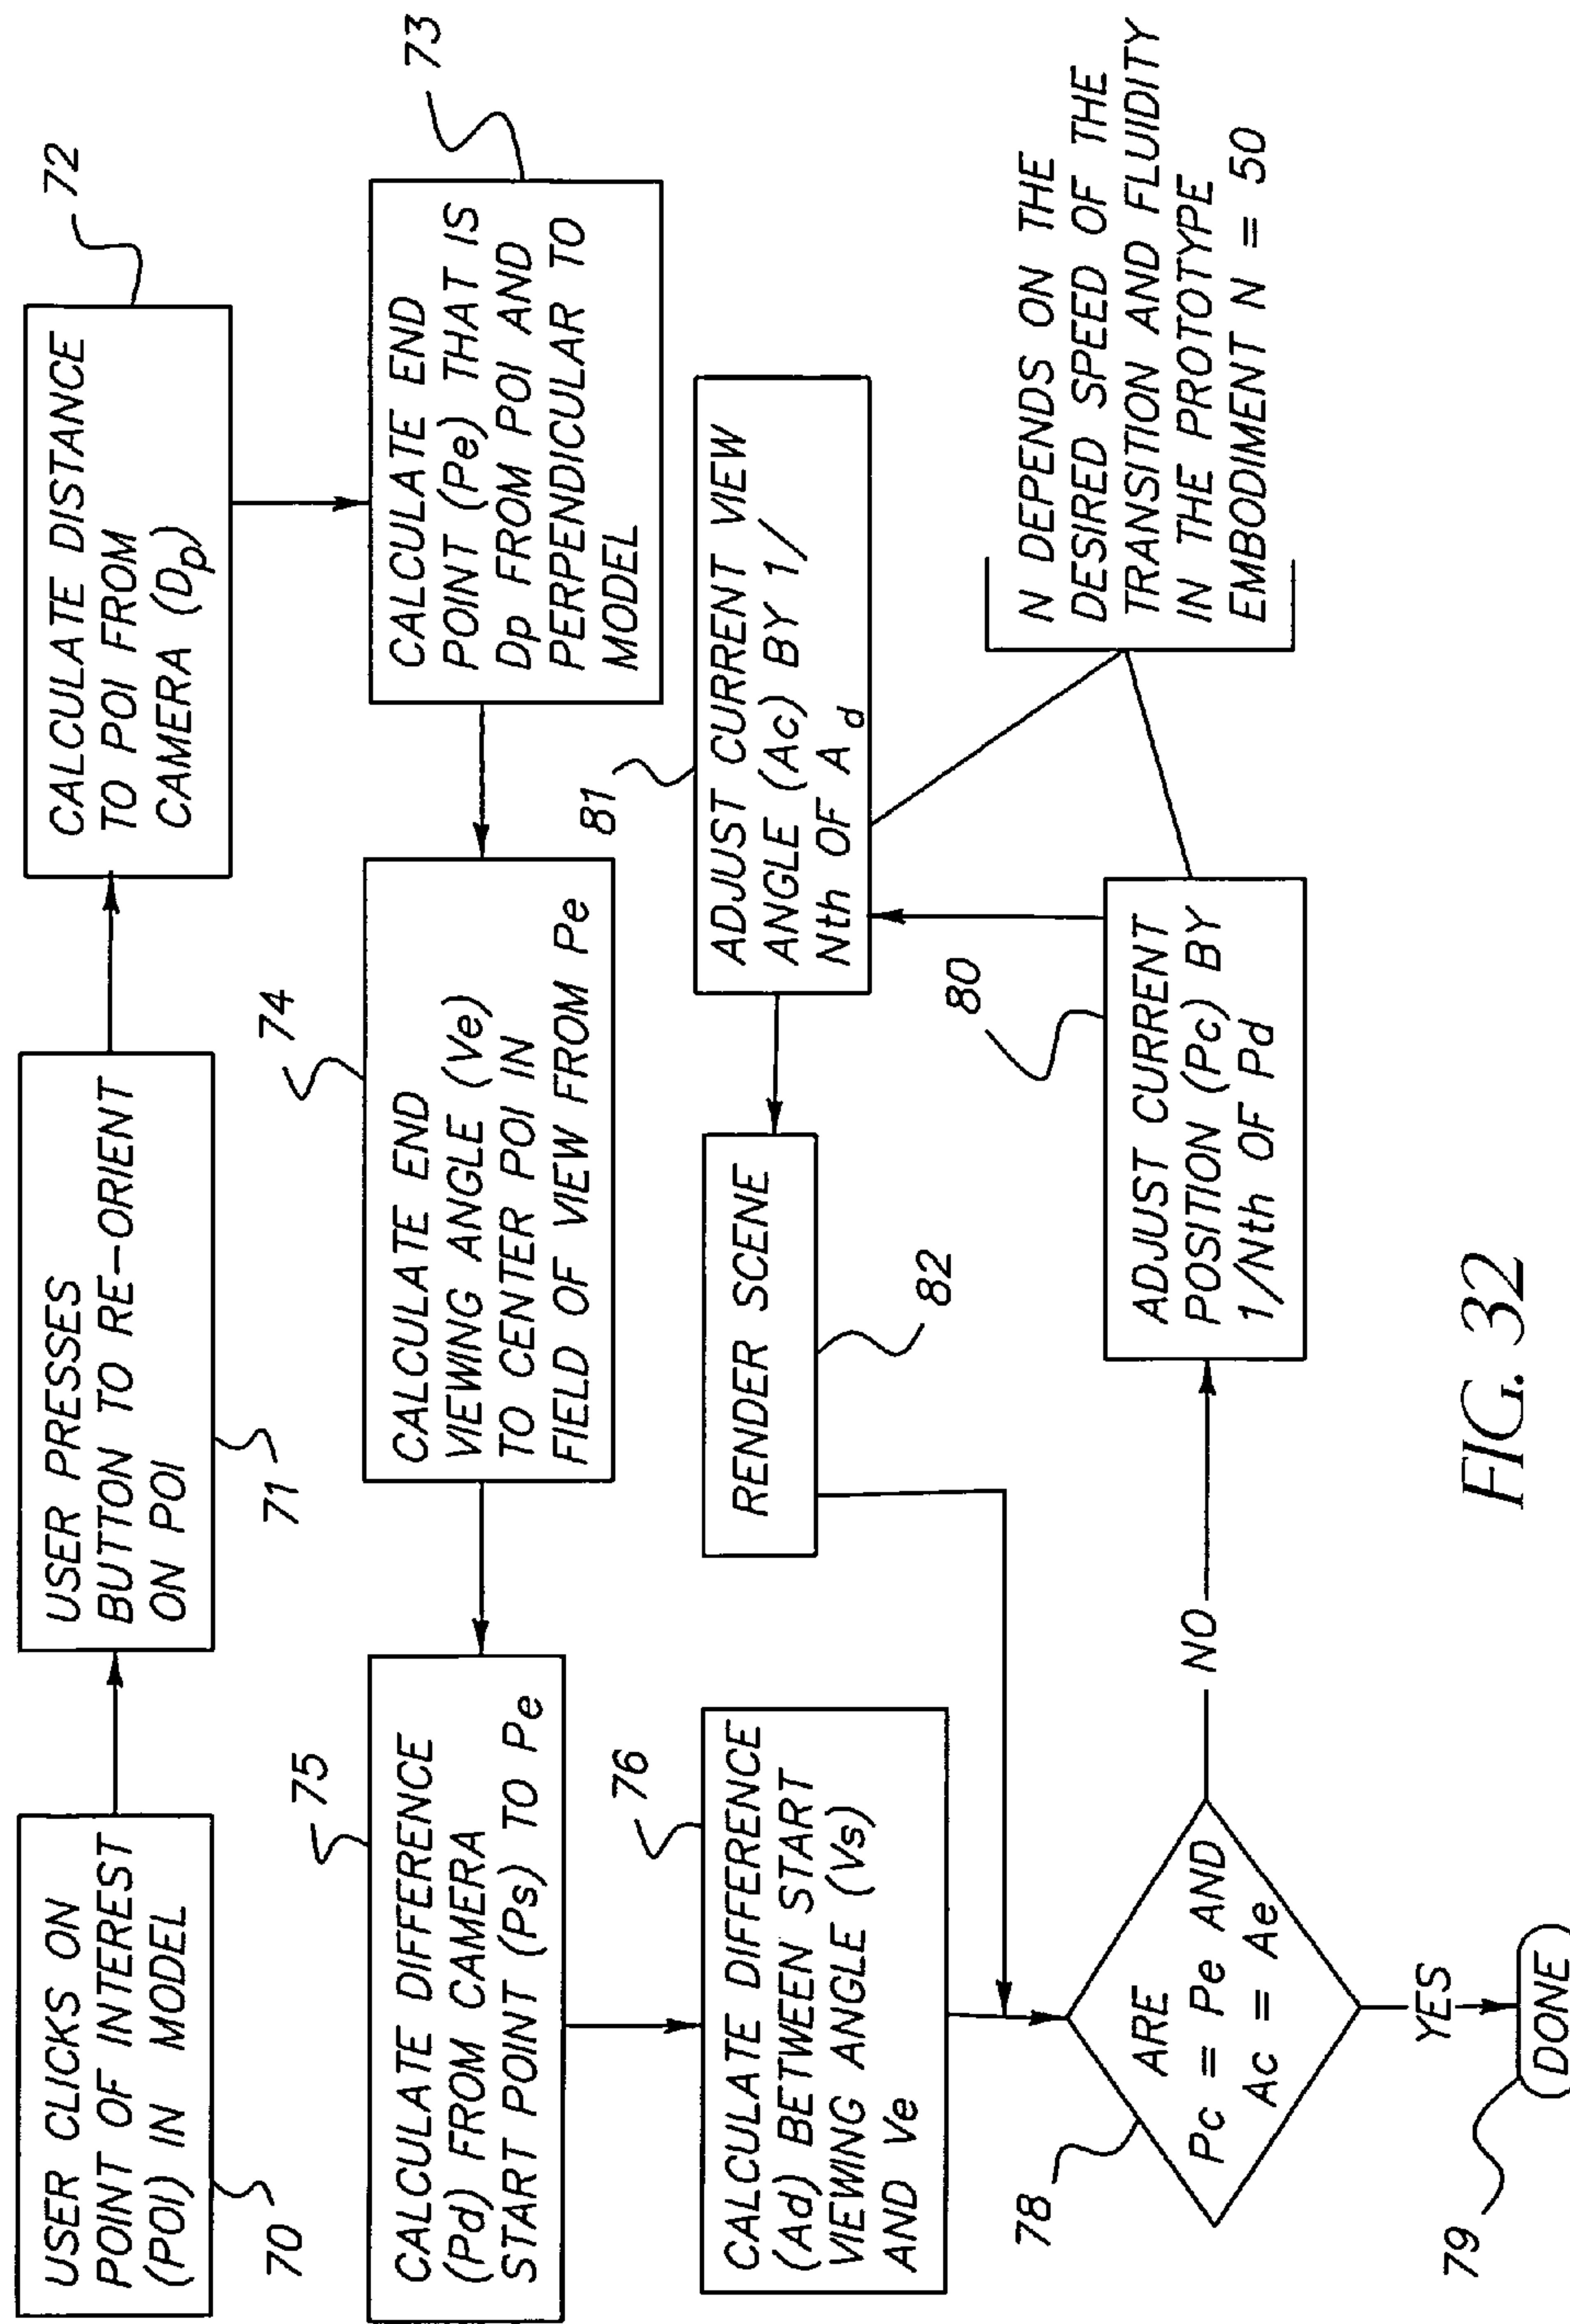 USER CLICKS ON
POINT OF INTEREST
(POI) IN MODEL
70
USER PRESSES
BUTTON TO RE-ORIENT
ON POI
71
CALCULATE DISTANCE
TO POI FROM
CAMERA (Dp)
72
CALCULATE END
POINT (Pe) THAT IS
Dp FROM POI AND
PERPENDICULAR TO
MODEL
73
CALCULATE END
VIEWING ANGLE (Ve)
TO CENTER POI IN
FIELD OF VIEW FROM Pe
74
CALCULATE DIFFERENCE
(Pd) FROM CAMERA
START POINT (Ps) TO Pe
75
CALCULATE DIFFERENCE
(Ad) BETWEEN START
VIEWING ANGLE (Vs)
AND Ve
76
ARE
Pc = Pe AND
Ac = Ae
78
YES
DONE
79
NO
ADJUST CURRENT
POSITION (Pc) BY
1/Nth OF Pd
80
ADJUST CURRENT VIEW
ANGLE (Ac) BY 1/
Nth OF Ad
81
RENDER SCENE
82
N DEPENDS ON THE
DESIRED SPEED OF THE
TRANSITION AND FLUIDITY
IN THE PROTOTYPE
EMBODIMENT N = 50
FIG. 32